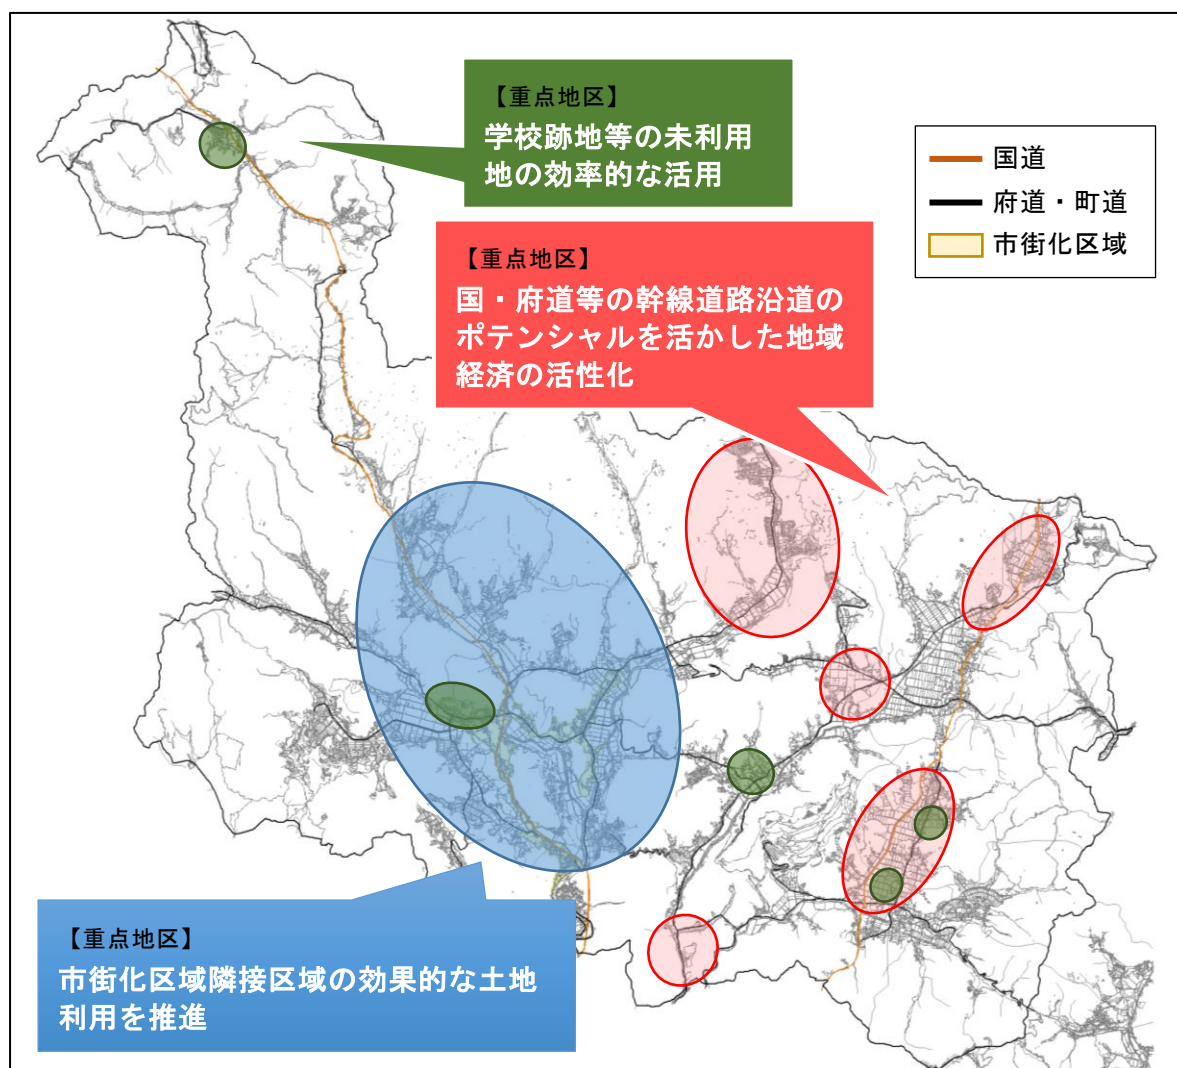 【重点地区】
学校跡地等の未利用
地の効率的な活用
国道
府道・町道
市街化区域
【重点地区】
国・府道等の幹線道路沿道の
ポテンシャルを活かした地域
経済の活性化
【重点地区】
市街化区域隣接区域の効果的な土地
利用を推進